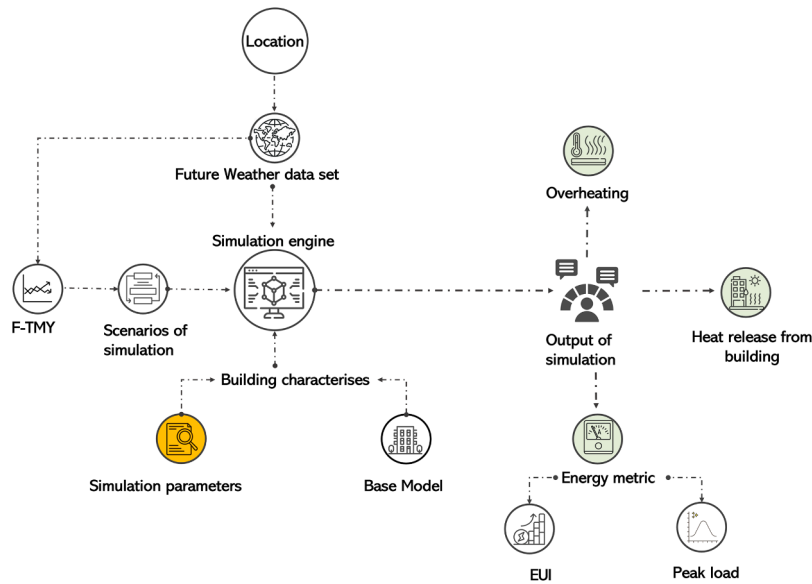 Location
Future Weather data set
Overheating
Simulation engine
F-TMY
Scenarios of
simulation
Output of
simulation
Heat release from
building
Building characterises
Simulation parameters
Base Model
Energy metric
EUI
Peak load